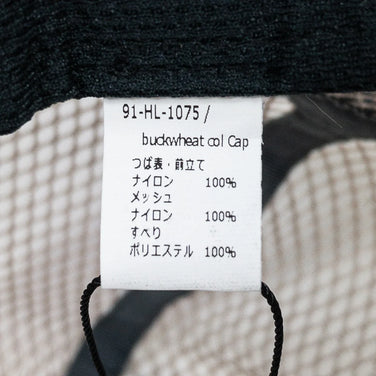 91-HL-1075 /
buckwheat col Cap
つば表・前立て
ナイロン 100%
メッシュ
ナイロン 100%
すべり
ポリエステル 100%